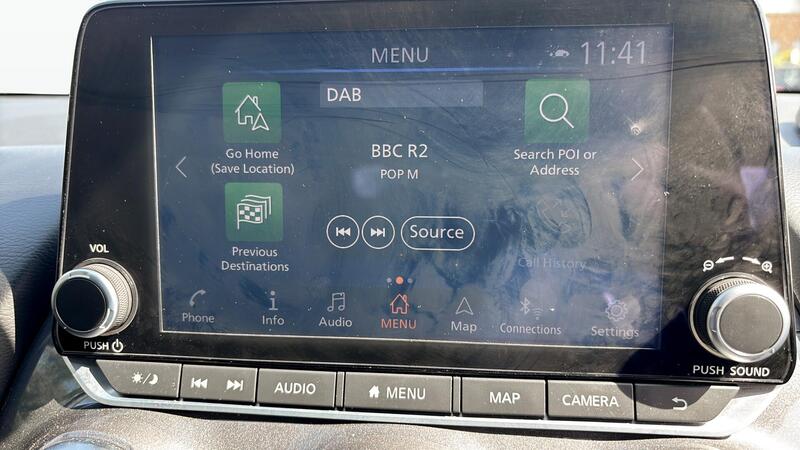 MENU
11:41
DAB
Go Home
(Save Location)
BBC R2
POP M
Search POI or
Address
Previous
Destinations
Source
Call History
Phone
Info
Audio
MENU
Map
Connections
Settings
VOL
PUSH
PUSH SOUND
AUDIO
MENU
MAP
CAMERA